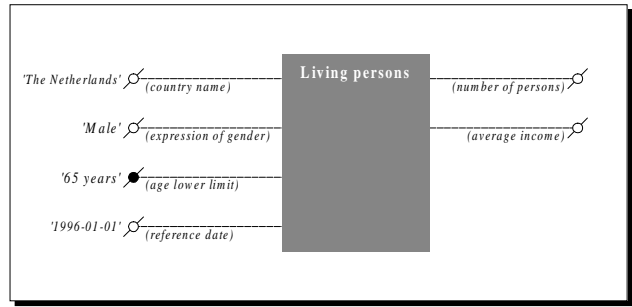 Living persons
'The Netherlands' (country name) (number of persons)
'Male' (expression of gender) (average income)
'65 years' (age lower limit)
'1996-01-01' (reference date)